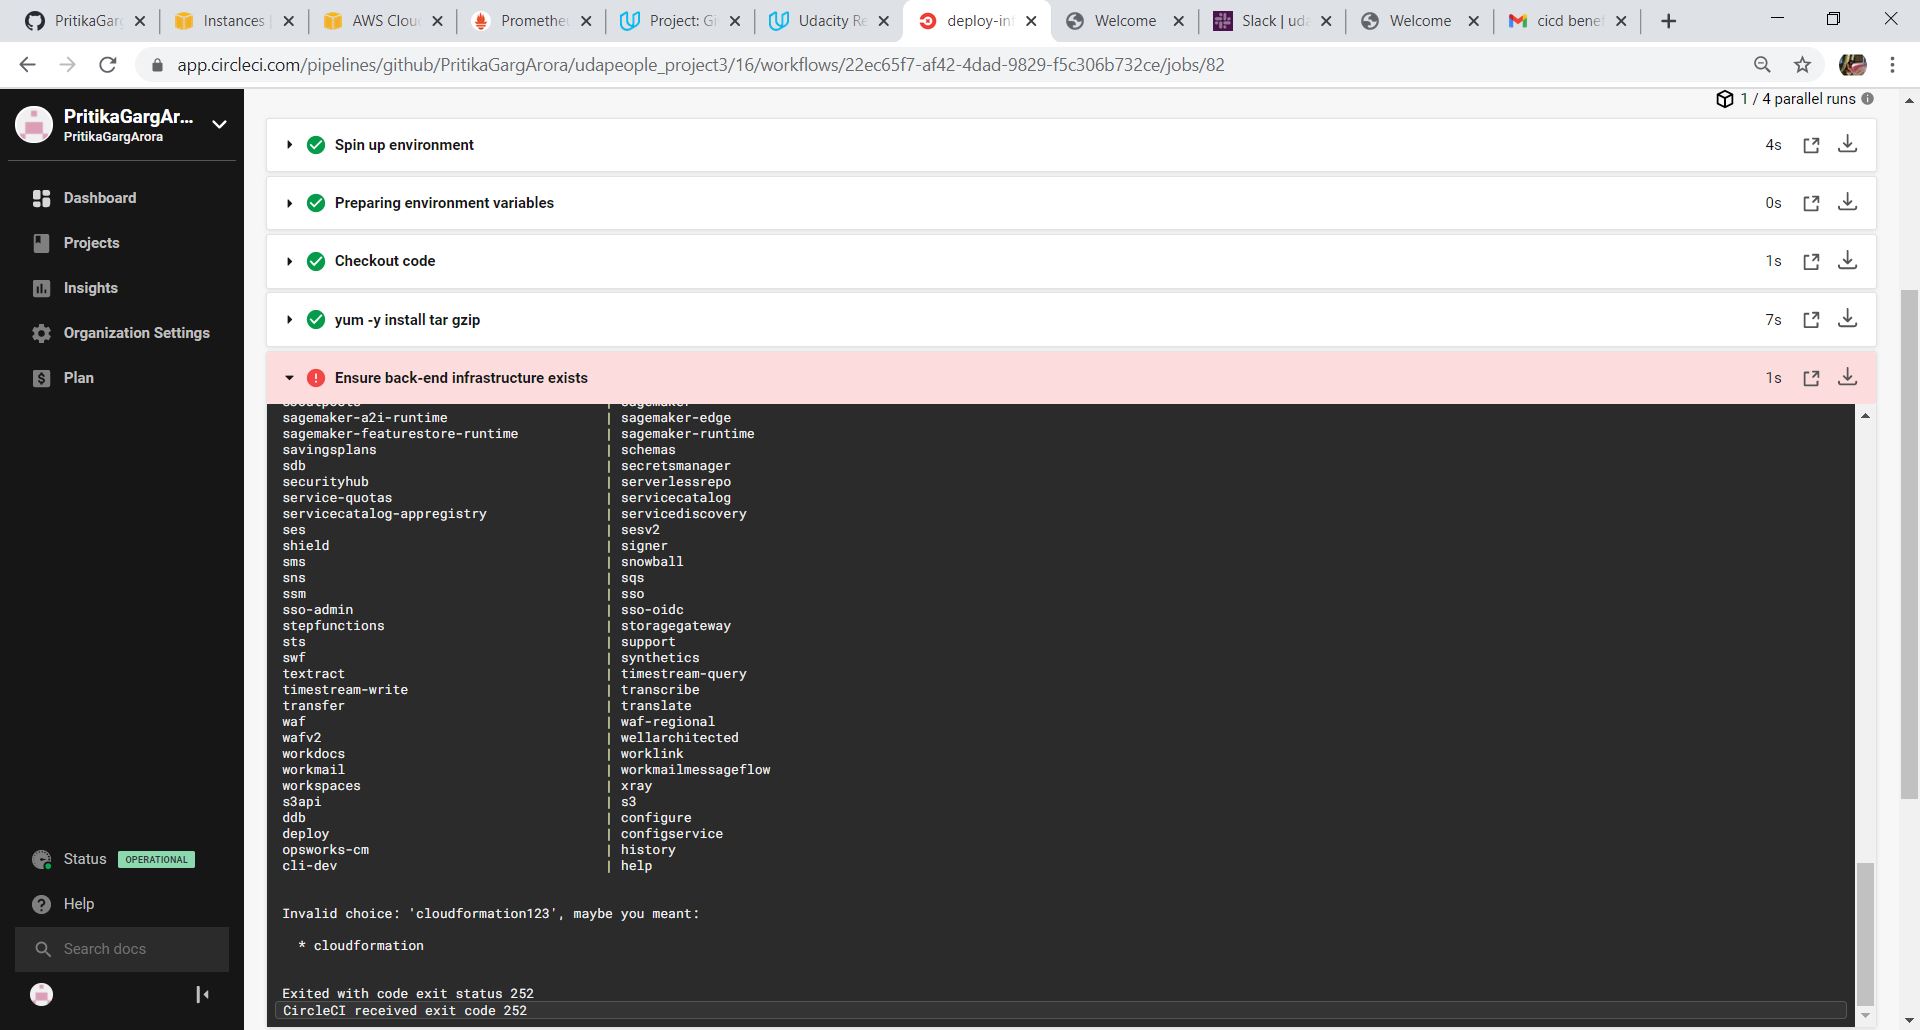 PritikaGarg
Instances
AWS Clou
Promethe
Project: Gi
Udacity Re
deploy-inf
Welcome
Slack | uda
Welcome
cicd benef
app.circleci.com/pipelines/github/PritikaGargArora/udapeople_project3/16/workflows/22ec65f7-af42-4dad-9829-f5c306b732ce/jobs/82
PritikaGargAr...
PritikaGargArora
Dashboard
Projects
Insights
Organization Settings
Plan
Status OPERATIONAL
Help
Search docs
1 / 4 parallel runs
Spin up environment 4s
Preparing environment variables 0s
Checkout code 1s
yum -y install tar gzip 7s
Ensure back-end infrastructure exists 1s
sagemaker-a2i-runtime | sagemaker-edge
sagemaker-featurestore-runtime | sagemaker-runtime
savingsplans | schemas
sdb | secretsmanager
securityhub | serverlessrepo
service-quotas | servicecatalog
servicecatalog-appregistry | servicediscovery
ses | sesv2
shield | signer
sms | snowball
sns | sqs
ssm | sso
sso-admin | sso-oidc
stepfunctions | storagegateway
sts | support
swf | synthetics
textract | timestream-query
timestream-write | transcribe
transfer | translate
waf | waf-regional
wafv2 | wellarchitected
workdocs | worklink
workmail | workmailmessageflow
workspaces | xray
s3api | s3
ddb | configure
deploy | configservice
opsworks-cm | history
cli-dev | help
Invalid choice: 'cloudformation123', maybe you meant:
* cloudformation
Exited with code exit status 252
CircleCI received exit code 252